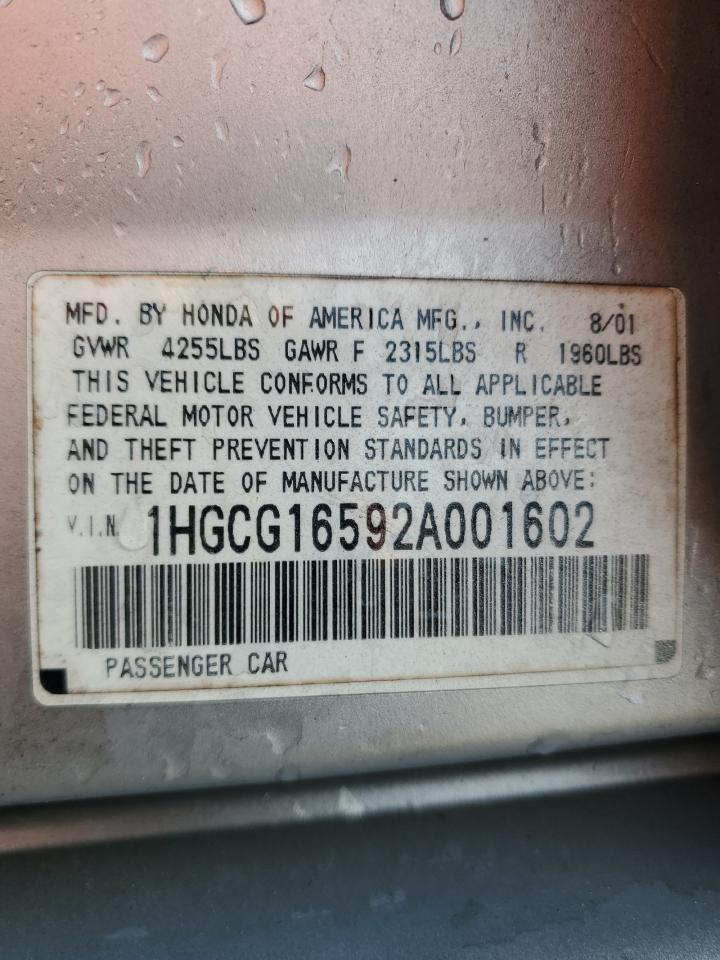 MFD. BY HONDA OF AMERICA MFG., INC. 8/01
GVWR 4255LBS GAWR F 2315LBS R 1960LBS
THIS VEHICLE CONFORMS TO ALL APPLICABLE
FEDERAL MOTOR VEHICLE SAFETY, BUMPER,
AND THEFT PREVENTION STANDARDS IN EFFECT
ON THE DATE OF MANUFACTURE SHOWN ABOVE:
V.I.N. 1HGCG16592A001602
PASSENGER CAR